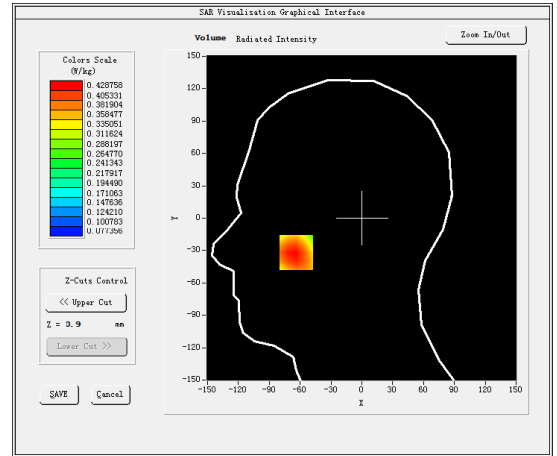 SAR Visualisation Graphical Interface
Volume Radiated Intensity
Zoom In/Out
Colors Scale
(W/kg)
0.428758
0.405331
0.381904
0.358477
0.335051
0.311624
0.288197
0.264770
0.241343
0.217917
0.194490
0.171063
0.147636
0.124210
0.100783
0.077356
Z-Cuts Control
<< Upper Cut
Z = 0.9 mm
Lower Cut >>
SAVE Cancel
150
120
90
60
30
Y 0
-30
-60
-90
-120
-150
-150 -120 -90 -60 -30 0 30 60 90 120 150
X